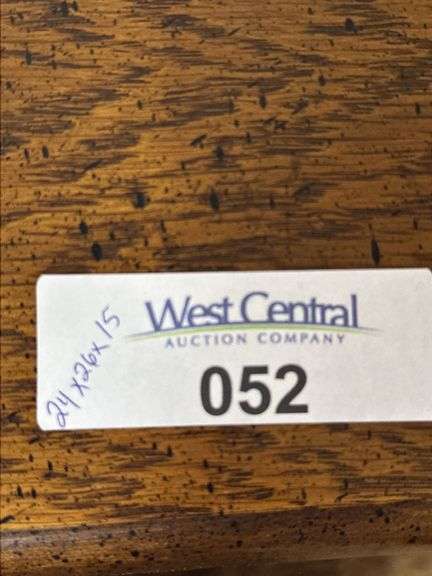 24x26x15
West Central
AUCTION COMPANY
052